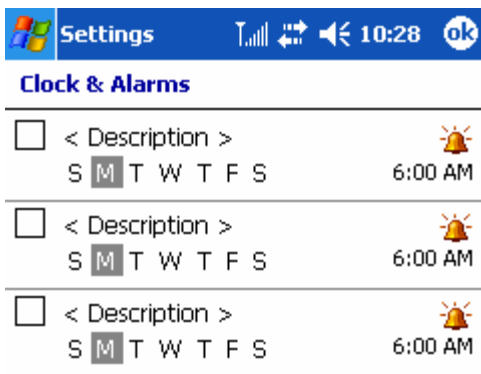 Settings 10:28 ok
Clock & Alarms
< Description >
S M T W T F S 6:00 AM
< Description >
S M T W T F S 6:00 AM
< Description >
S M T W T F S 6:00 AM